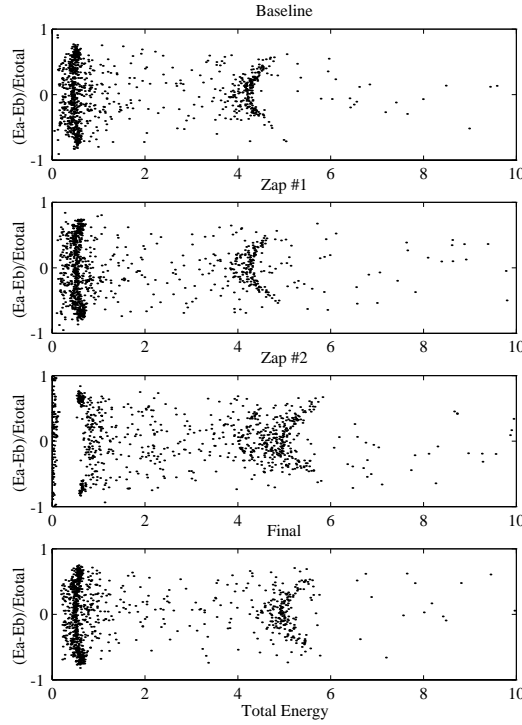 Baseline
1
0
-1
(Ea-Eb)/Etotal
0 2 4 6 8 10
Zap #1
1
0
-1
(Ea-Eb)/Etotal
0 2 4 6 8 10
Zap #2
1
0
-1
(Ea-Eb)/Etotal
0 2 4 6 8 10
Final
1
0
-1
(Ea-Eb)/Etotal
0 2 4 6 8 10
Total Energy